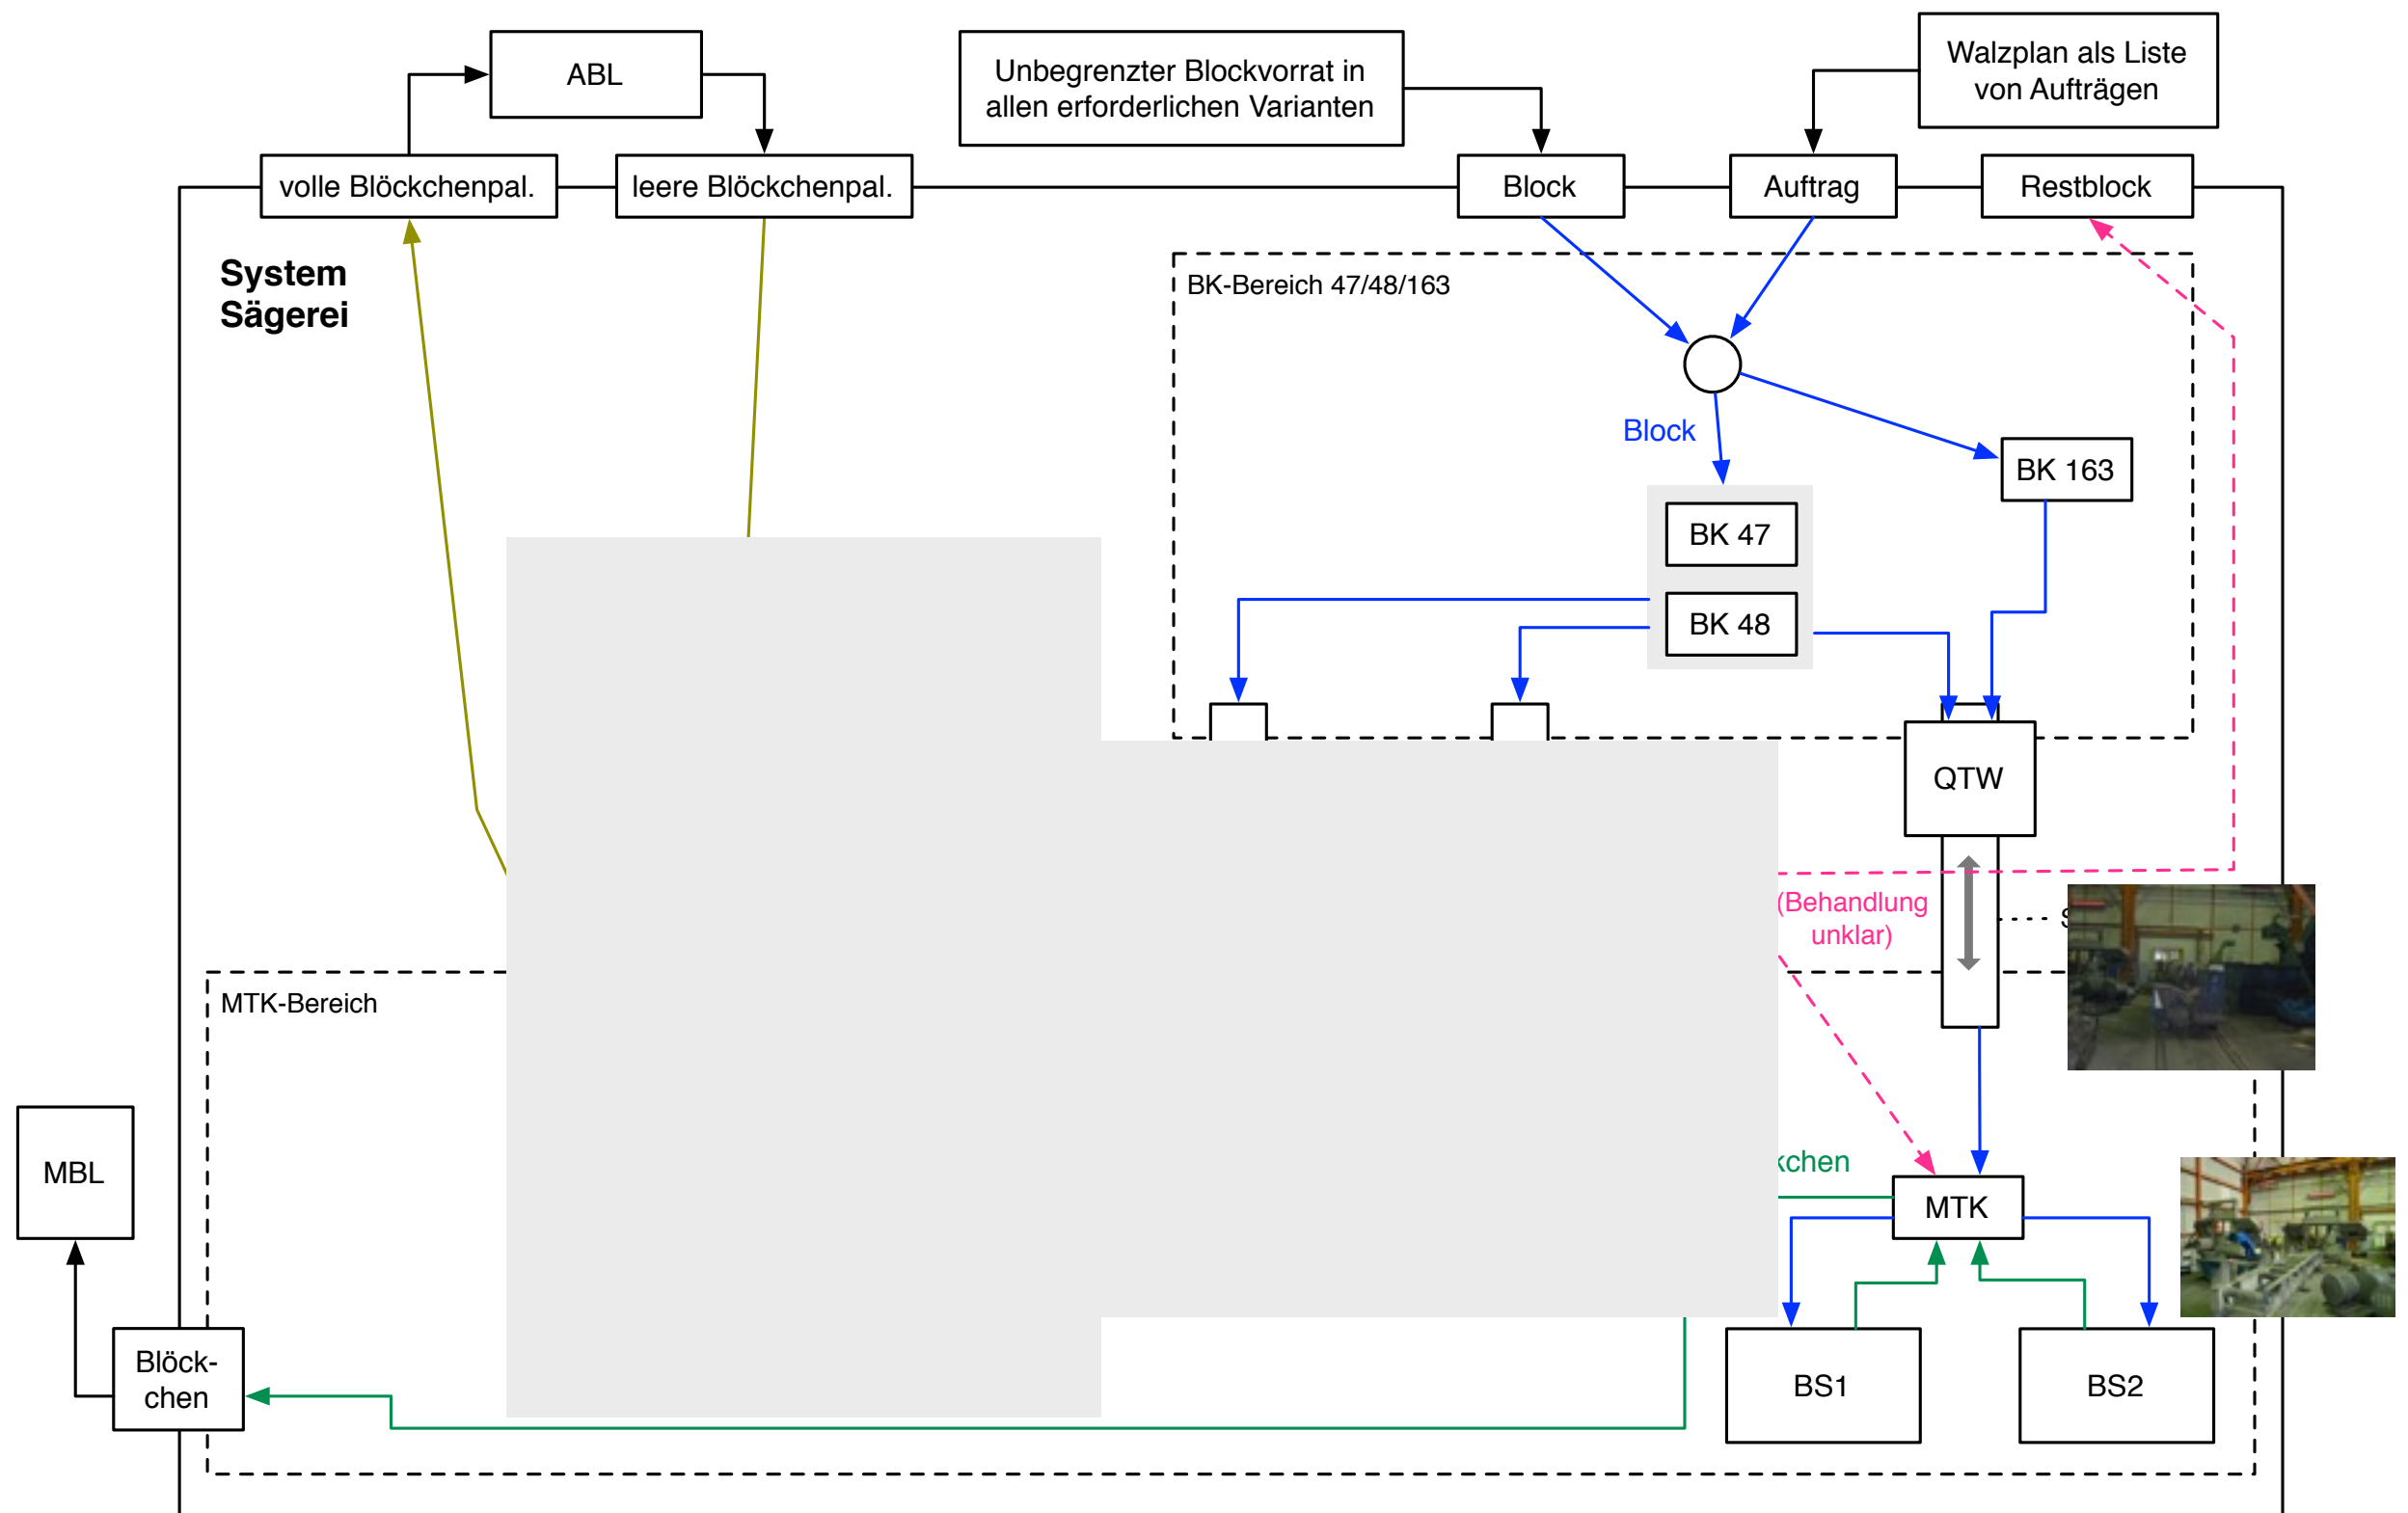 ABL
Unbegrenzter Blockvorrat in
allen erforderlichen Varianten
Walzplan als Liste
von Aufträgen
volle Blöckchenpal.
leere Blöckchenpal.
Block
Auftrag
Restblock
System
Sägerei
BK-Bereich 47/48/163
Block
BK 163
BK 47
BK 48
QTW
(Behandlung
unklar)
MTK-Bereich
MBL
kchen
MTK
Blöck-
chen
BS1
BS2